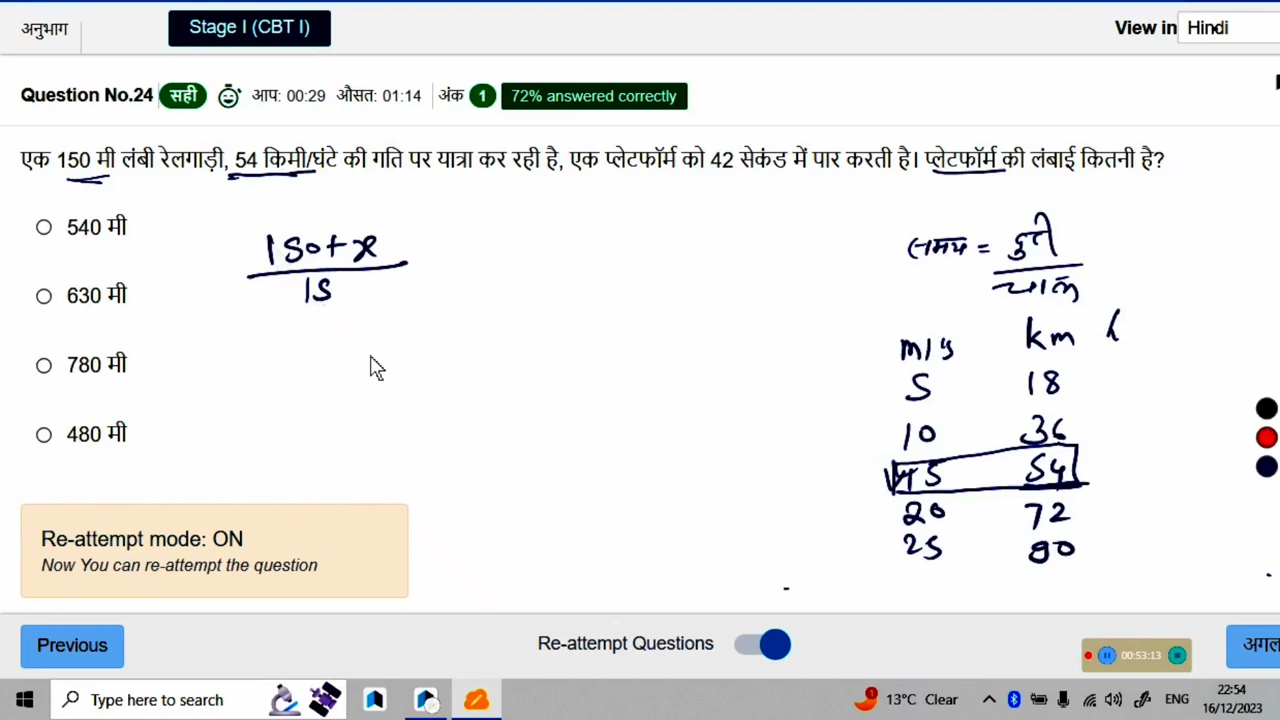 अनुभाग
Stage I (CBT I)
View in
Hindi
Question No.24 सही आप: 00:29 औसत: 01:14 अंक 1 72% answered correctly
एक 150 मी लंबी रेलगाड़ी, 54 किमी/घंटे की गति पर यात्रा कर रही है, एक प्लेटफॉर्म को 42 सेकंड में पार करती है। प्लेटफॉर्म की लंबाई कितनी है?
540 मी
630 मी
780 मी
480 मी
150+x
15
समय = दूरी
चाल
m/s km h
5 18
10 36
15 54
20 72
25 90
Re-attempt mode: ON
Now You can re-attempt the question
Previous
Re-attempt Questions
00:53:13
अगल
Type here to search
1
13°C Clear
ENG
22:54
16/12/2023